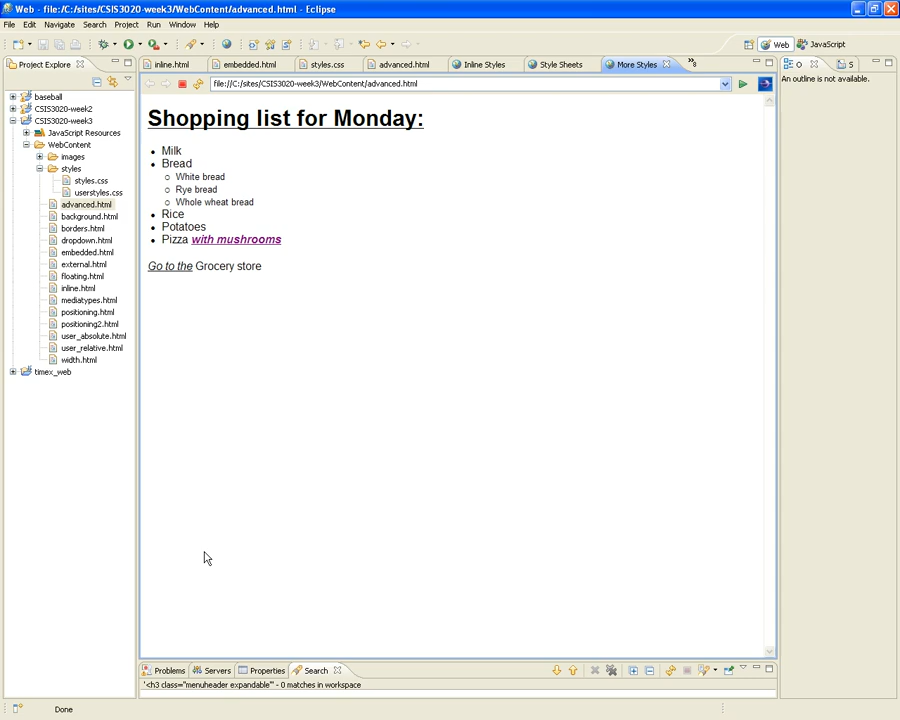 Web - file:/C:/sites/CSIS3020-week3/WebContent/advanced.html - Eclipse
File Edit Navigate Search Project Run Window Help
Web JavaScript
Project Explore
inline.html embedded.html styles.css advanced.html Inline Styles Style Sheets More Styles »8
O S
file://C:/sites/CSIS3020-week3/WebContent/advanced.html
An outline is not available.
baseball
CSIS3020-week2
CSIS3020-week3
JavaScript Resources
WebContent
images
styles
styles.css
userstyles.css
advanced.html
background.html
borders.html
dropdown.html
embedded.html
external.html
floating.html
inline.html
mediatypes.html
positioning.html
positioning2.html
user_absolute.html
user_relative.html
width.html
timex_web
Shopping list for Monday:
Milk
Bread
White bread
Rye bread
Whole wheat bread
Rice
Potatoes
Pizza with mushrooms
Go to the Grocery store
Problems Servers Properties Search
'<h3 class="menuheader expandable"' - 0 matches in workspace
Done